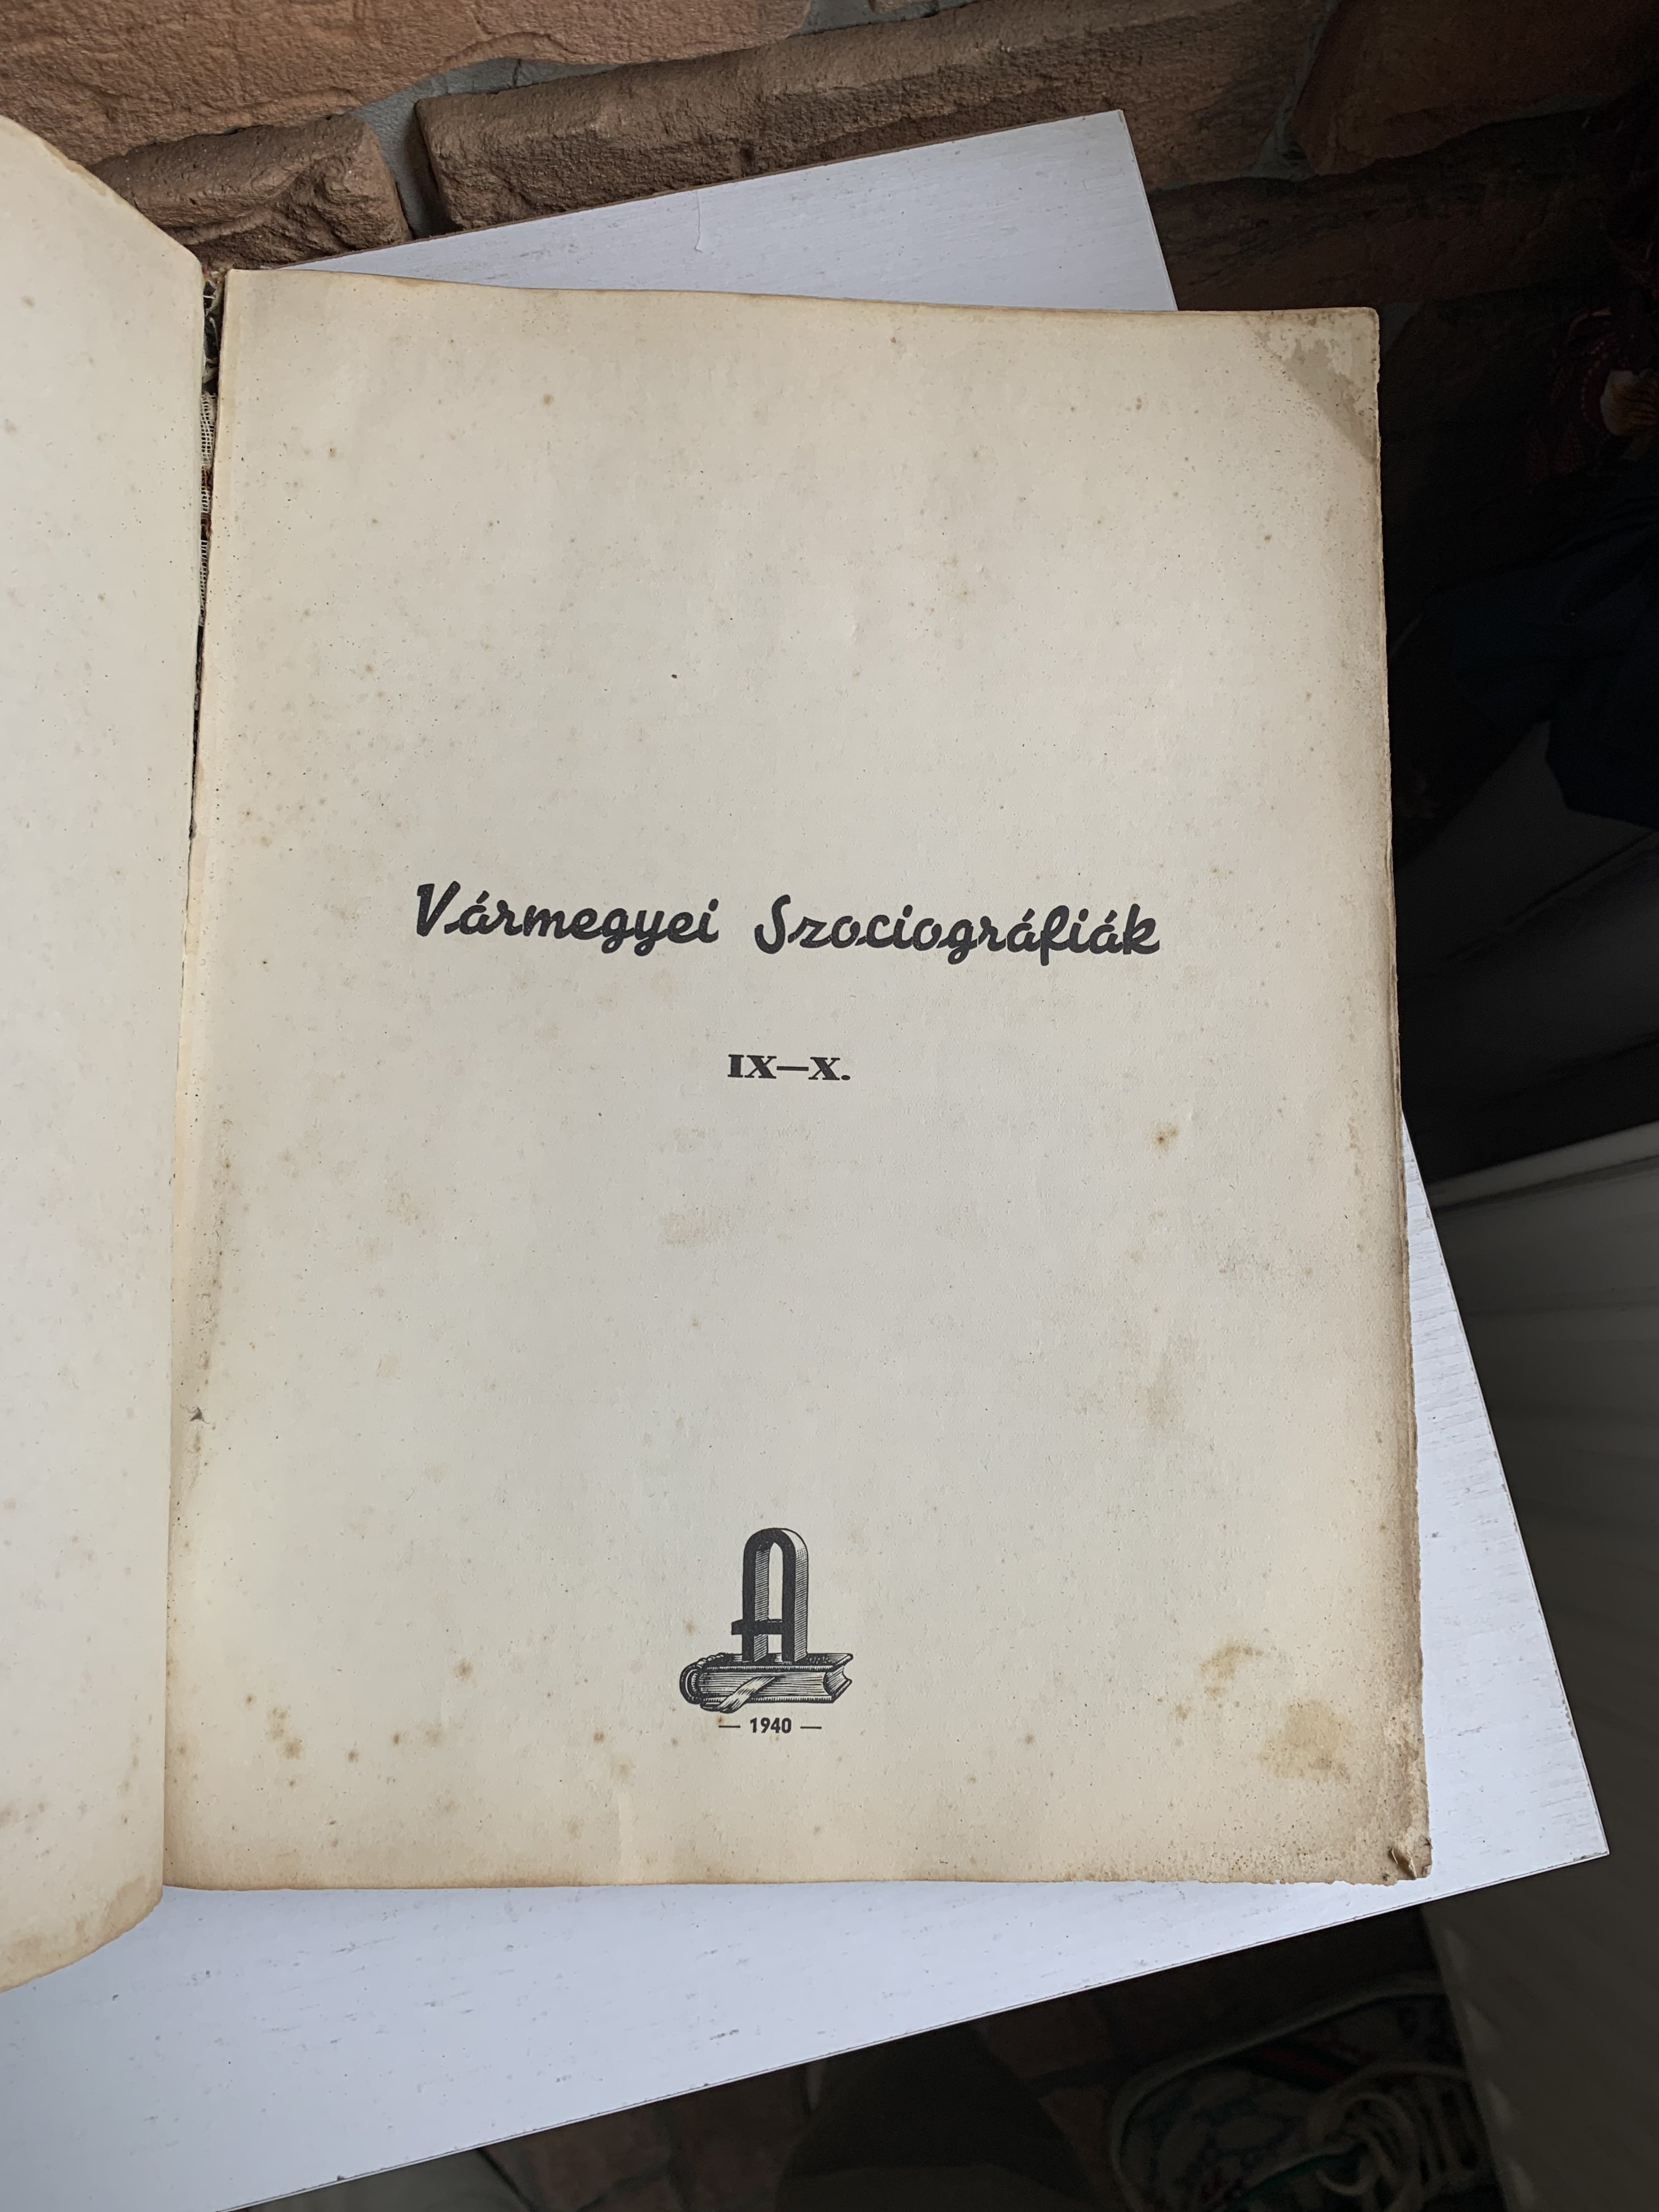 Vármegyei Szociográfiák
IX—X.
A
— 1940 —